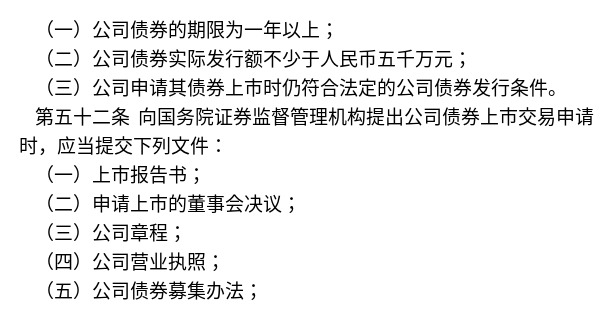 （一）公司债券的期限为一年以上；
（二）公司债券实际发行额不少于人民币五千万元；
（三）公司申请其债券上市时仍符合法定的公司债券发行条件。
第五十二条 向国务院证券监督管理机构提出公司债券上市交易申请
时，应当提交下列文件：
（一）上市报告书；
（二）申请上市的董事会决议；
（三）公司章程；
（四）公司营业执照；
（五）公司债券募集办法；